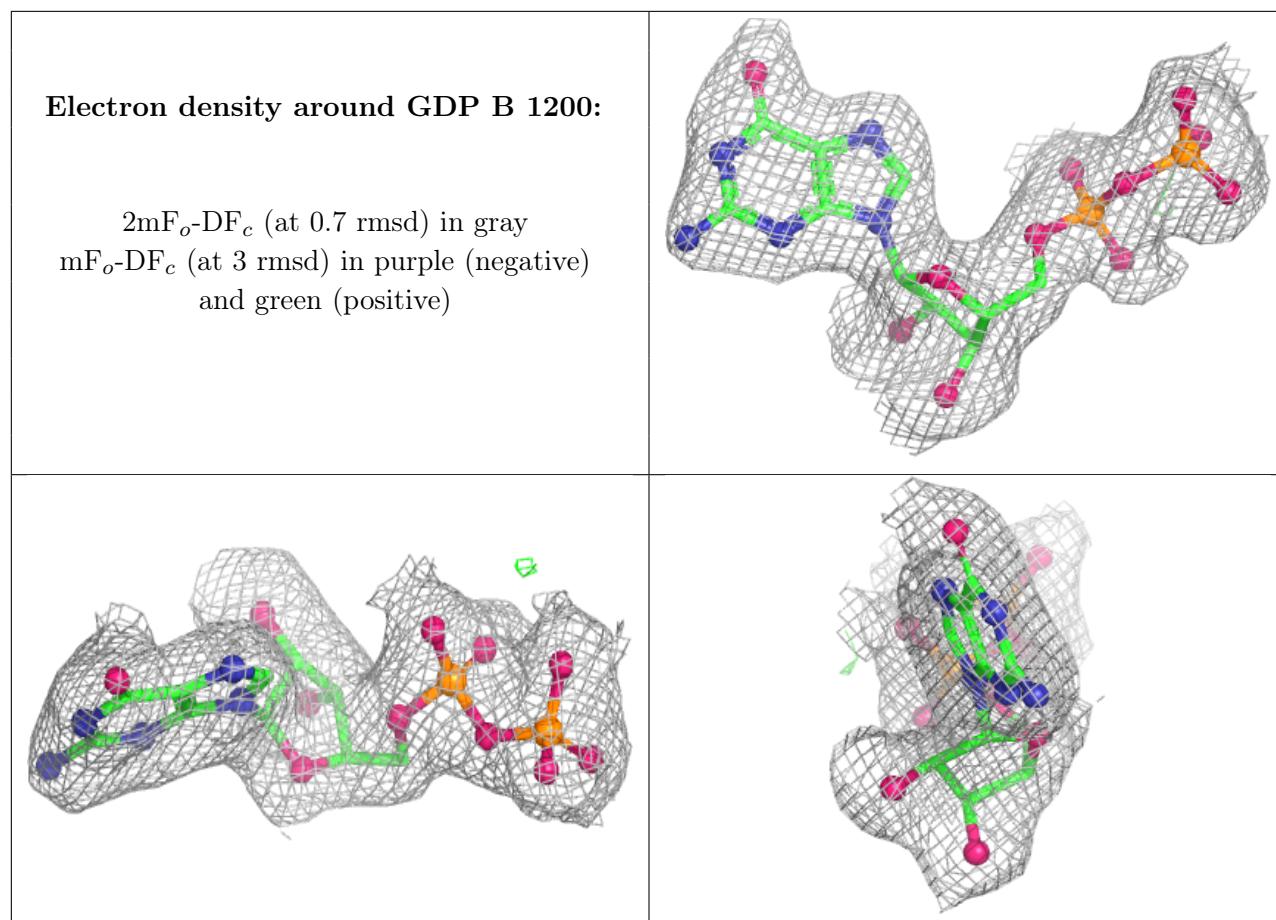 Electron density around GDP B 1200:
2mFo-DFc (at 0.7 rmsd) in gray
mFo-DFc (at 3 rmsd) in purple (negative)
and green (positive)